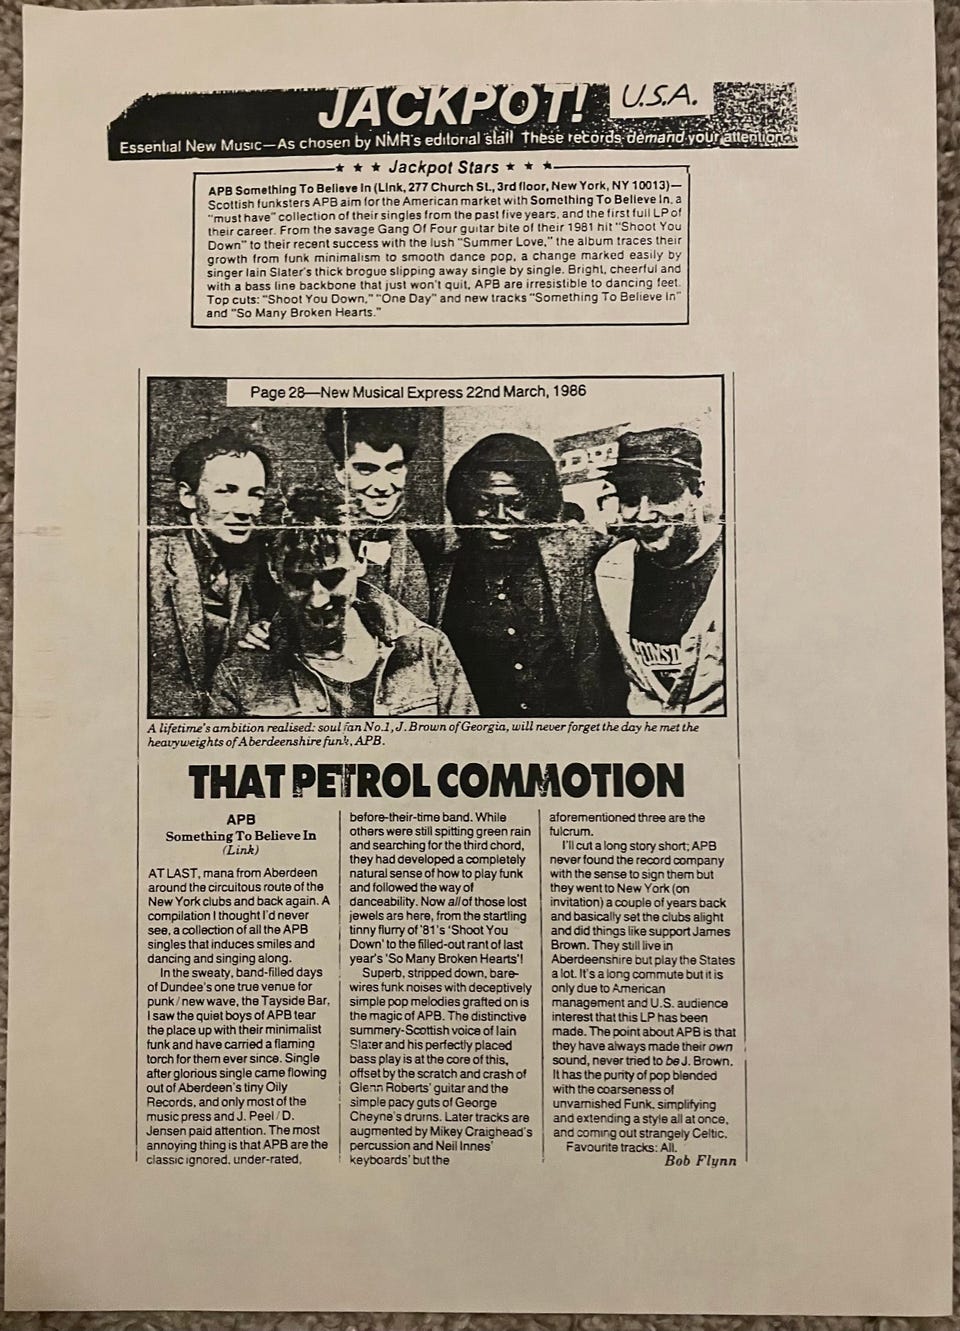 JACKPOT! U.S.A.
Essential New Music—As chosen by NMR's editorial staff These records demand your attention.
★ ★ ★ Jackpot Stars ★ ★ ★
APB Something To Believe In (Link, 277 Church St., 3rd floor, New York, NY 10013)—
Scottish funksters APB aim for the American market with Something To Believe In, a
"must have" collection of their singles from the past five years, and the first full LP of
their career. From the savage Gang Of Four guitar bite of their 1981 hit "Shoot You
Down" to their recent success with the lush "Summer Love," the album traces their
growth from funk minimalism to smooth dance pop, a change marked easily by
singer Iain Slater's thick brogue slipping away single by single. Bright, cheerful and
with a bass line backbone that just won't quit, APB are irresistible to dancing feet.
Top cuts: "Shoot You Down," "One Day" and new tracks "Something To Believe In"
and "So Many Broken Hearts."
Page 28—New Musical Express 22nd March, 1986
A lifetime's ambition realised: soul fan No.1, J. Brown of Georgia, will never forget the day he met the
heavyweights of Aberdeenshire funk, APB.
THAT PETROL COMMOTION
APB
Something To Believe In
(Link)
AT LAST, mana from Aberdeen
around the circuitous route of the
New York clubs and back again. A
compilation I thought I'd never
see, a collection of all the APB
singles that induces smiles and
dancing and singing along.
In the sweaty, band-filled days
of Dundee's one true venue for
punk/new wave, the Tayside Bar,
I saw the quiet boys of APB tear
the place up with their minimalist
funk and have carried a flaming
torch for them ever since. Single
after glorious single came flowing
out of Aberdeen's tiny Oily
Records, and only most of the
music press and J. Peel/D.
Jensen paid attention. The most
annoying thing is that APB are the
classic ignored, under-rated,
before-their-time band. While
others were still spitting green rain
and searching for the third chord,
they had developed a completely
natural sense of how to play funk
and followed the way of
danceability. Now all of those lost
jewels are here, from the startling
tinny flurry of '81's 'Shoot You
Down' to the filled-out rant of last
year's 'So Many Broken Hearts'!
Superb, stripped down, bare-
wires funk noises with deceptively
simple pop melodies grafted on is
the magic of APB. The distinctive
summery-Scottish voice of Iain
Slater and his perfectly placed
bass play is at the core of this,
offset by the scratch and crash of
Glenn Roberts' guitar and the
simple pacy guts of George
Cheyne's drums. Later tracks are
augmented by Mikey Craighead's
percussion and Neil Innes'
keyboards' but the
aforementioned three are the
fulcrum.
I'll cut a long story short; APB
never found the record company
with the sense to sign them but
they went to New York (on
invitation) a couple of years back
and basically set the clubs alight
and did things like support James
Brown. They still live in
Aberdeenshire but play the States
a lot. It's a long commute but it is
only due to American
management and U.S. audience
interest that this LP has been
made. The point about APB is that
they have always made their own
sound, never tried to be J. Brown.
It has the purity of pop blended
with the coarseness of
unvarnished Funk, simplifying
and extending a style all at once,
and coming out strangely Celtic.
Favourite tracks: All.
Bob Flynn